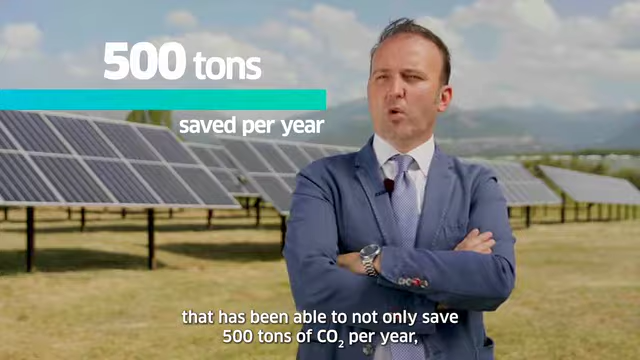 500 tons
saved per year
that has been able to not only save
500 tons of CO₂ per year,